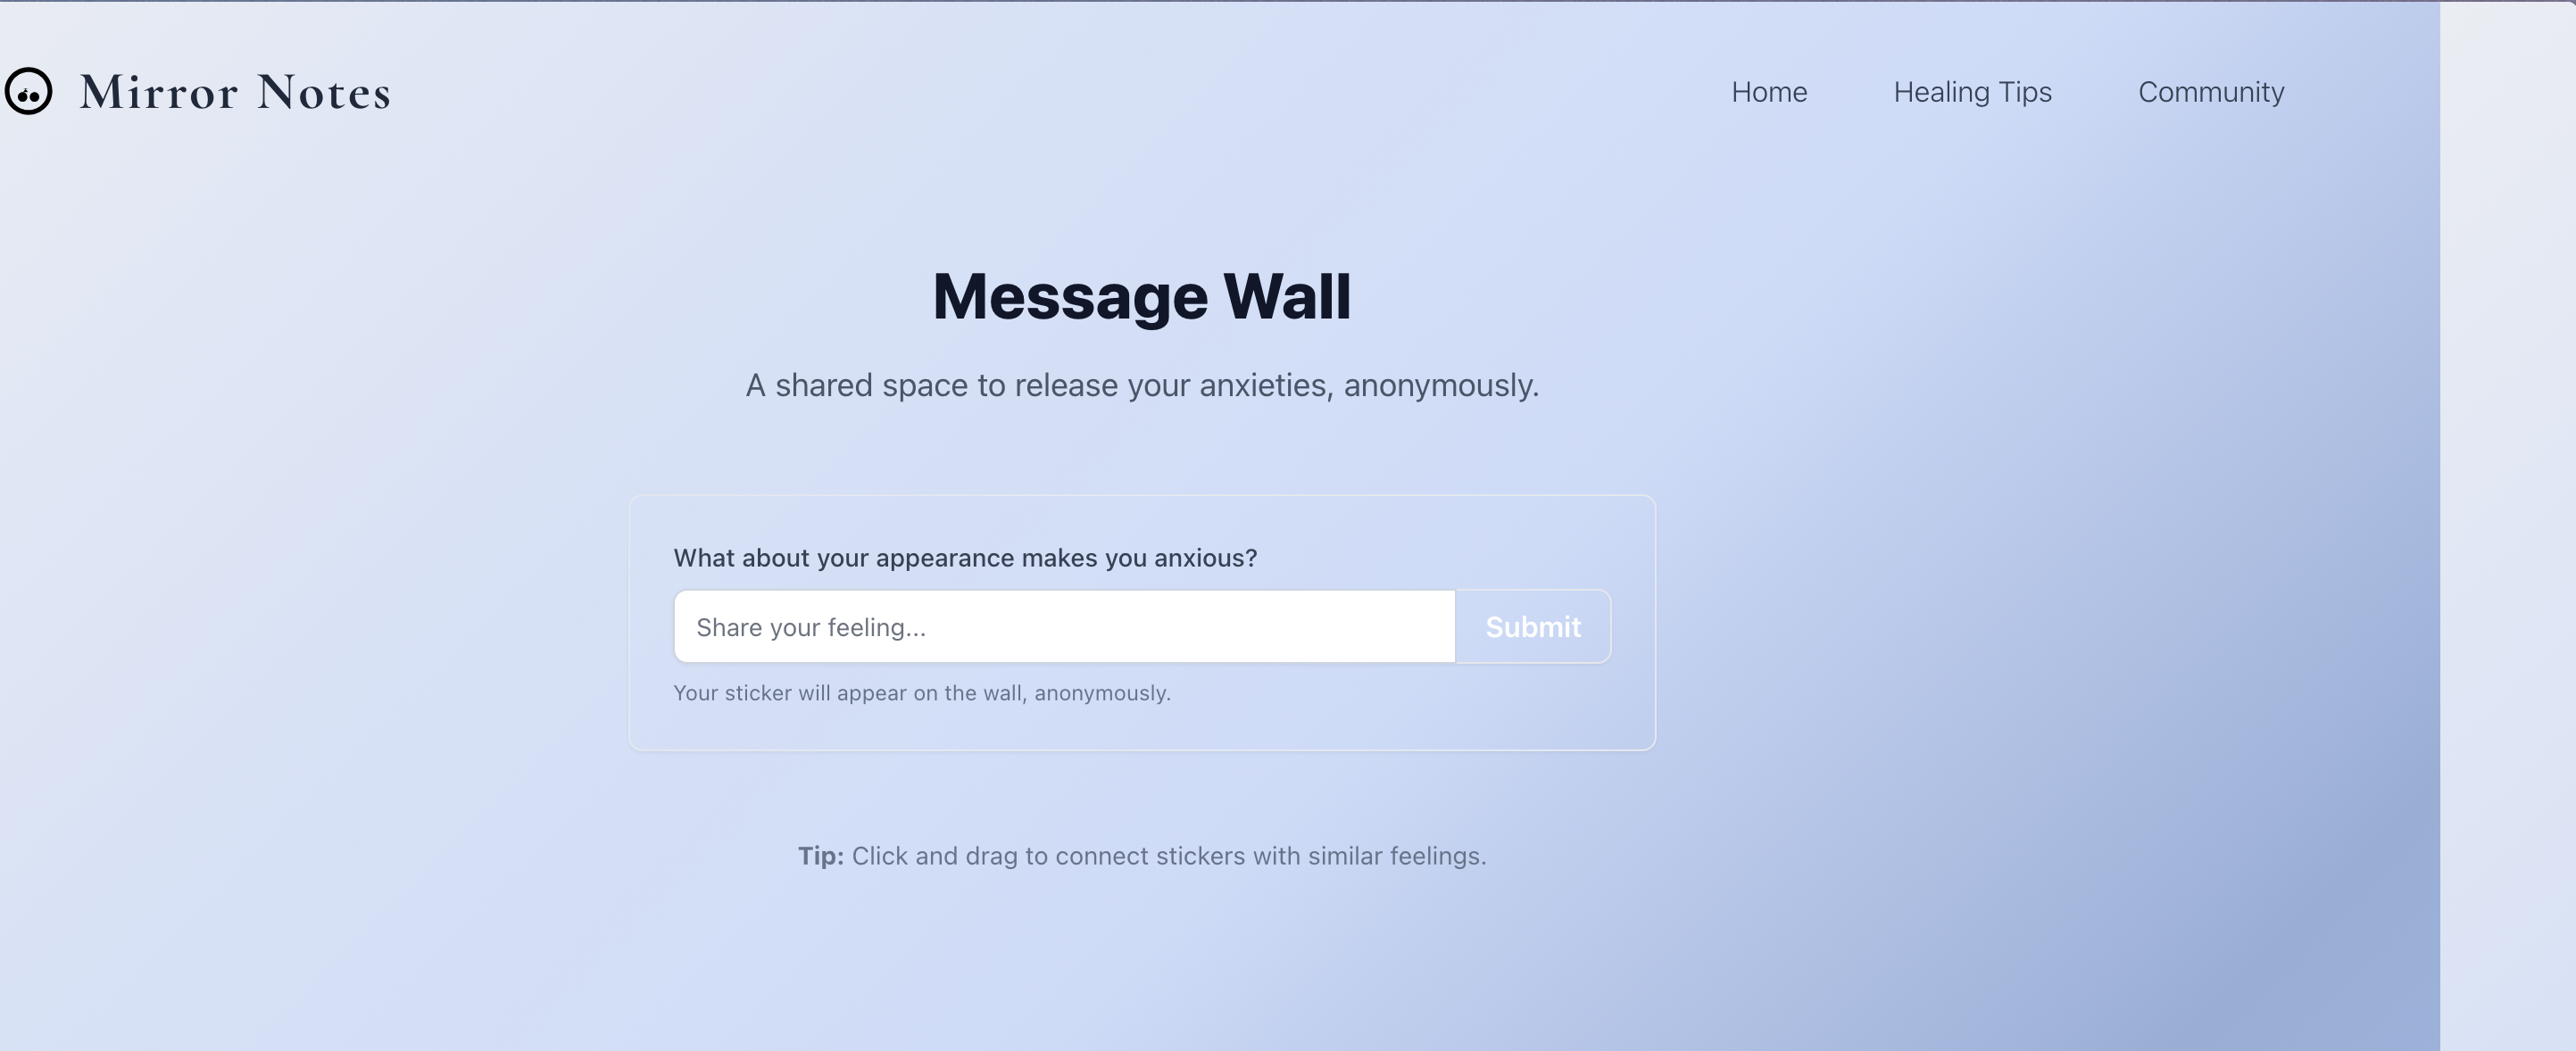 Mirror Notes
Home Healing Tips Community
Message Wall
A shared space to release your anxieties, anonymously.
What about your appearance makes you anxious?
Share your feeling...
Submit
Your sticker will appear on the wall, anonymously.
Tip: Click and drag to connect stickers with similar feelings.